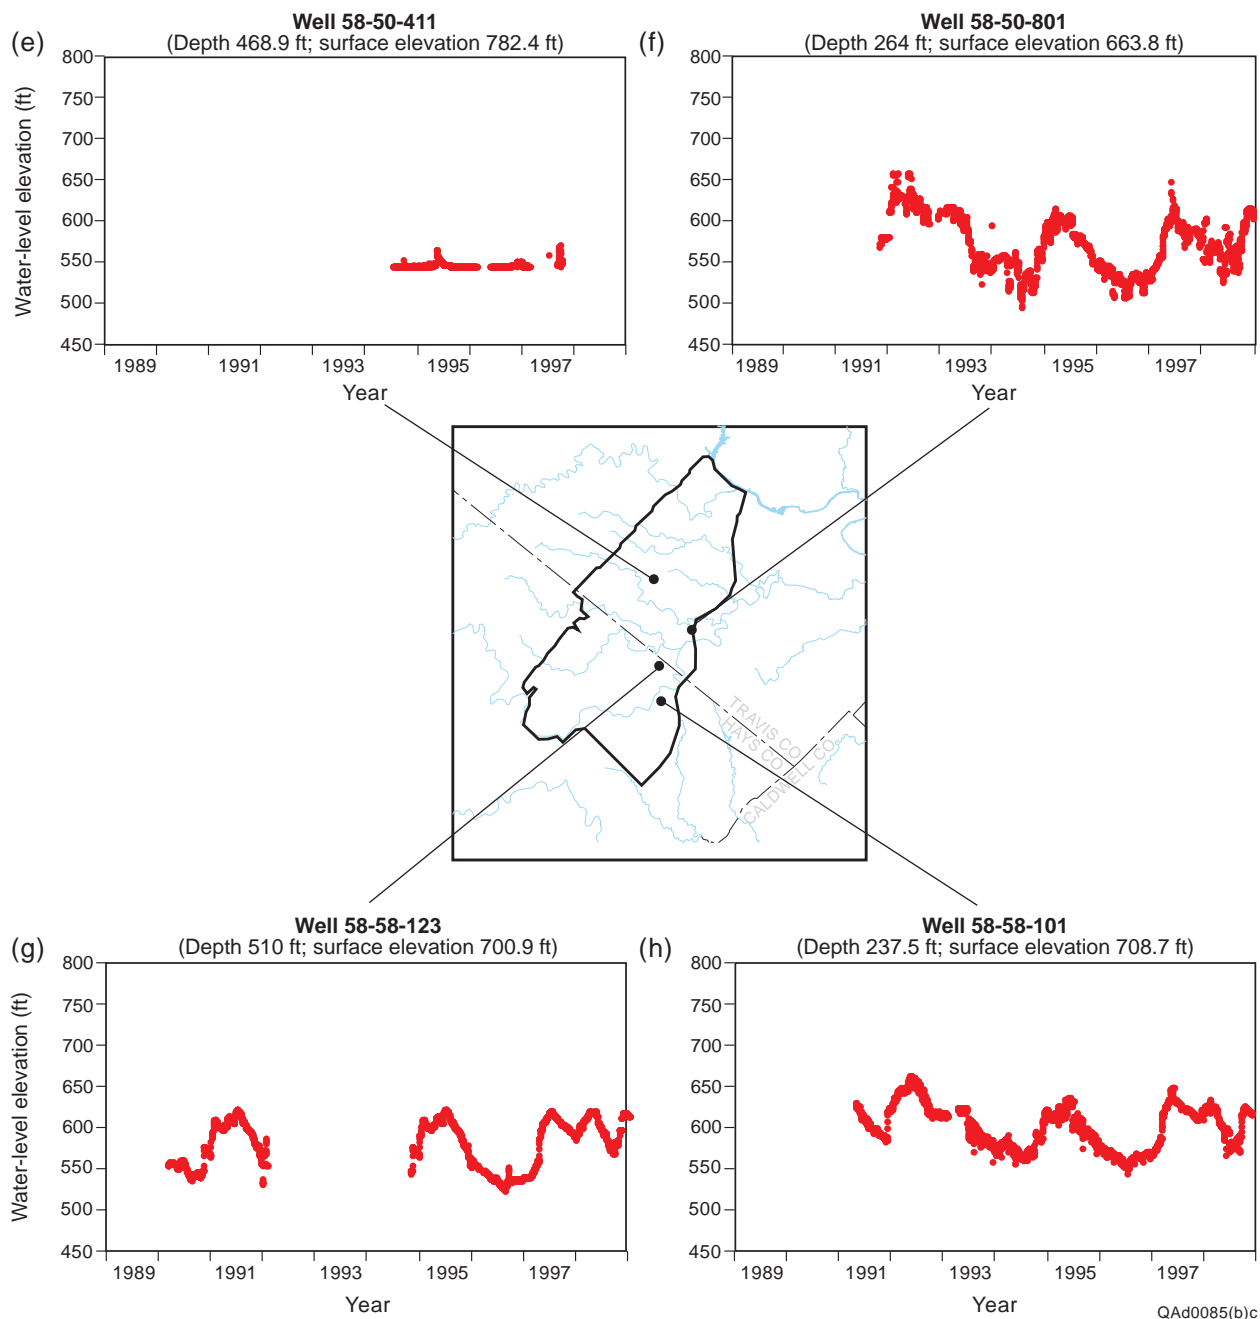 Well 58-50-411
(e) (Depth 468.9 ft; surface elevation 782.4 ft)
800
750
700
650
600
550
500
450
Water-level elevation (ft)
1989 1991 1993 1995 1997
Year
Well 58-50-801
(f) (Depth 264 ft; surface elevation 663.8 ft)
800
750
700
650
600
550
500
450
1989 1991 1993 1995 1997
Year
TRAVIS CO.
HAYS CO.
CALDWELL CO.
Well 58-58-123
(g) (Depth 510 ft; surface elevation 700.9 ft)
800
750
700
650
600
550
500
450
Water-level elevation (ft)
1989 1991 1993 1995 1997
Year
Well 58-58-101
(h) (Depth 237.5 ft; surface elevation 708.7 ft)
800
750
700
650
600
550
500
450
1989 1991 1993 1995 1997
Year
QAd0085(b)c